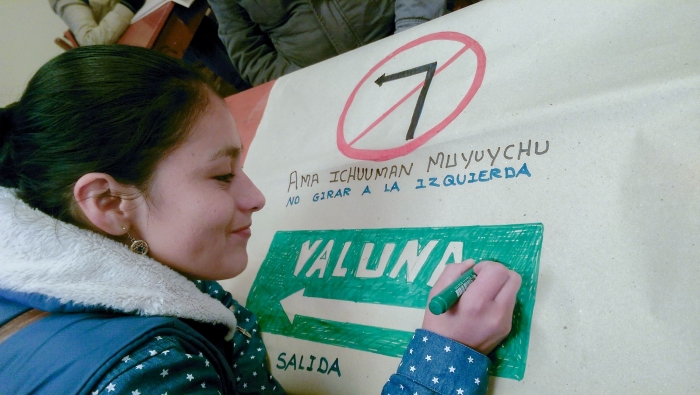 AMA ICHUUMAN MUYUYCHU
NO GIRAR A LA IZQUIERDA
YALUNA
SALIDA